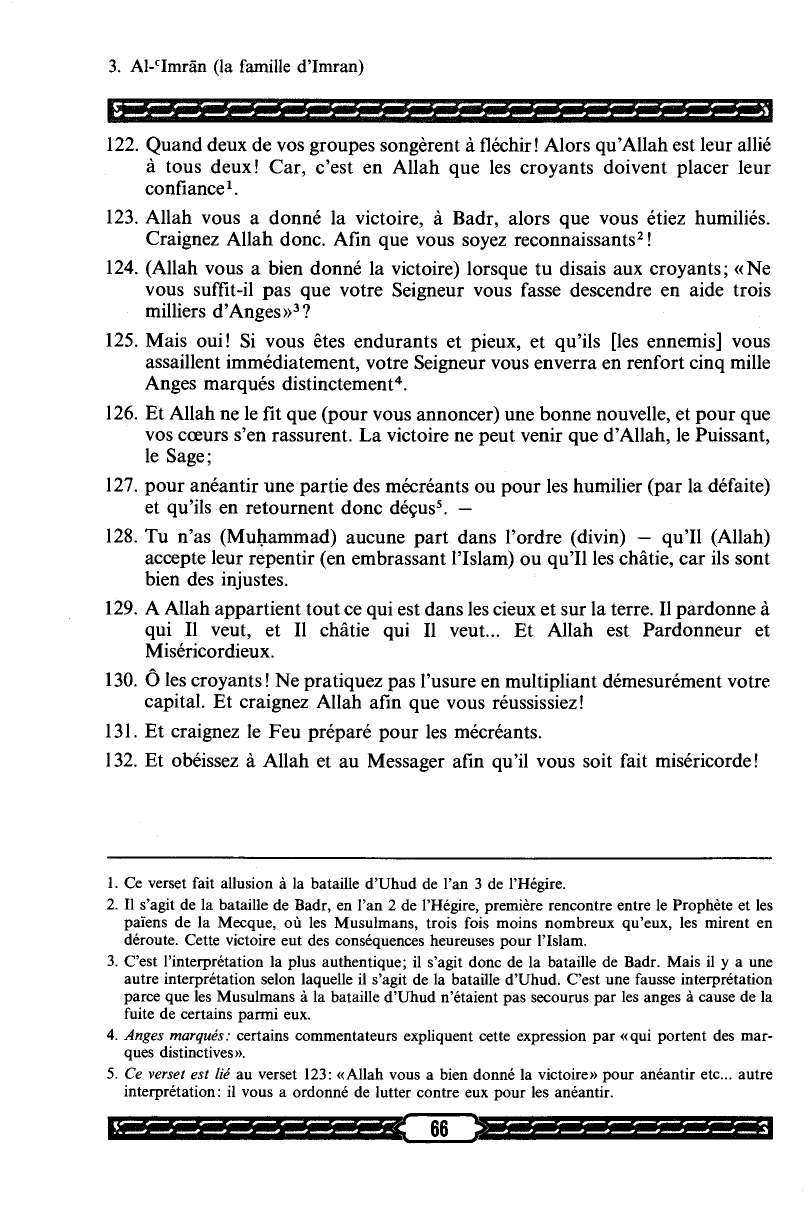 3. Al-ʿImrān (la famille d'Imran)
122. Quand deux de vos groupes songèrent à fléchir! Alors qu'Allah est leur allié
à tous deux! Car, c'est en Allah que les croyants doivent placer leur
confiance¹.
123. Allah vous a donné la victoire, à Badr, alors que vous étiez humiliés.
Craignez Allah donc. Afin que vous soyez reconnaissants²!
124. (Allah vous a bien donné la victoire) lorsque tu disais aux croyants; «Ne
vous suffit-il pas que votre Seigneur vous fasse descendre en aide trois
milliers d'Anges»³?
125. Mais oui! Si vous êtes endurants et pieux, et qu'ils [les ennemis] vous
assaillent immédiatement, votre Seigneur vous enverra en renfort cinq mille
Anges marqués distinctement⁴.
126. Et Allah ne le fit que (pour vous annoncer) une bonne nouvelle, et pour que
vos cœurs s'en rassurent. La victoire ne peut venir que d'Allah, le Puissant,
le Sage;
127. pour anéantir une partie des mécréants ou pour les humilier (par la défaite)
et qu'ils en retournent donc déçus⁵. —
128. Tu n'as (Muḥammad) aucune part dans l'ordre (divin) — qu'Il (Allah)
accepte leur repentir (en embrassant l'Islam) ou qu'Il les châtie, car ils sont
bien des injustes.
129. A Allah appartient tout ce qui est dans les cieux et sur la terre. Il pardonne à
qui Il veut, et Il châtie qui Il veut... Et Allah est Pardonneur et
Miséricordieux.
130. Ô les croyants! Ne pratiquez pas l'usure en multipliant démesurément votre
capital. Et craignez Allah afin que vous réussissiez!
131. Et craignez le Feu préparé pour les mécréants.
132. Et obéissez à Allah et au Messager afin qu'il vous soit fait miséricorde!
1. Ce verset fait allusion à la bataille d'Uhud de l'an 3 de l'Hégire.
2. Il s'agit de la bataille de Badr, en l'an 2 de l'Hégire, première rencontre entre le Prophète et les
païens de la Mecque, où les Musulmans, trois fois moins nombreux qu'eux, les mirent en
déroute. Cette victoire eut des conséquences heureuses pour l'Islam.
3. C'est l'interprétation la plus authentique; il s'agit donc de la bataille de Badr. Mais il y a une
autre interprétation selon laquelle il s'agit de la bataille d'Uhud. C'est une fausse interprétation
parce que les Musulmans à la bataille d'Uhud n'étaient pas secourus par les anges à cause de la
fuite de certains parmi eux.
4. Anges marqués: certains commentateurs expliquent cette expression par «qui portent des mar-
ques distinctives».
5. Ce verset est lié au verset 123: «Allah vous a bien donné la victoire» pour anéantir etc... autre
interprétation: il vous a ordonné de lutter contre eux pour les anéantir.
66